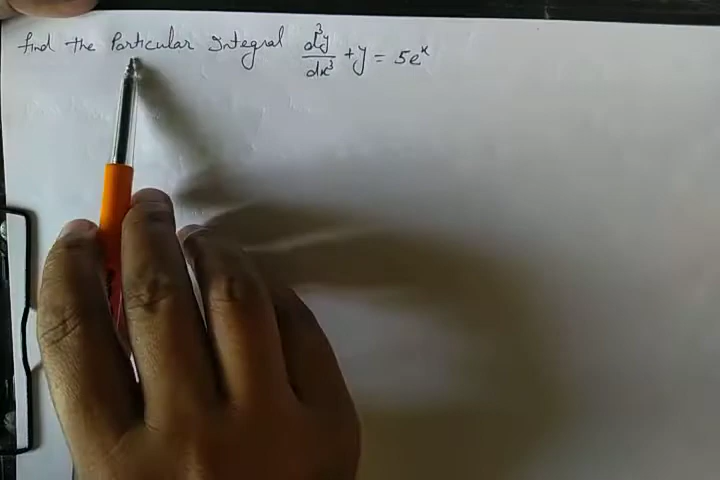 find the Particular Integral d³y/dx³ + y = 5eˣ